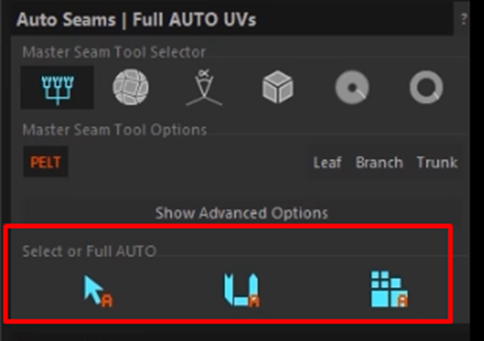 Auto Seams | Full AUTO UVs ?
Master Seam Tool Selector
Master Seam Tool Options
PELT Leaf Branch Trunk
Show Advanced Options
Select or Full AUTO
A A A